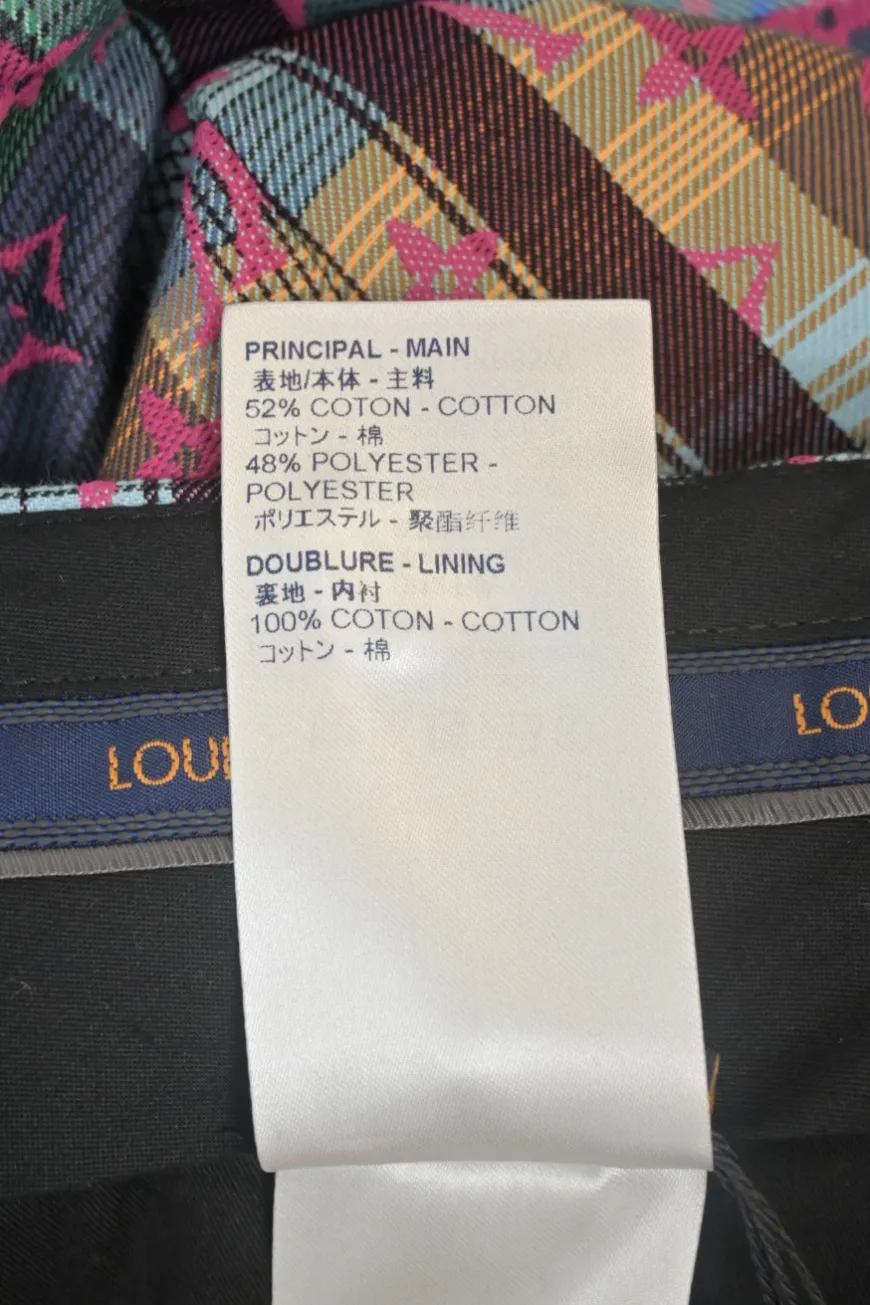 PRINCIPAL - MAIN
表地/本体 - 主料
52% COTON - COTTON
コットン - 棉
48% POLYESTER -
POLYESTER
ポリエステル - 聚酯纤维
DOUBLURE - LINING
裏地 - 内衬
100% COTON - COTTON
コットン - 棉
LOUI
LO